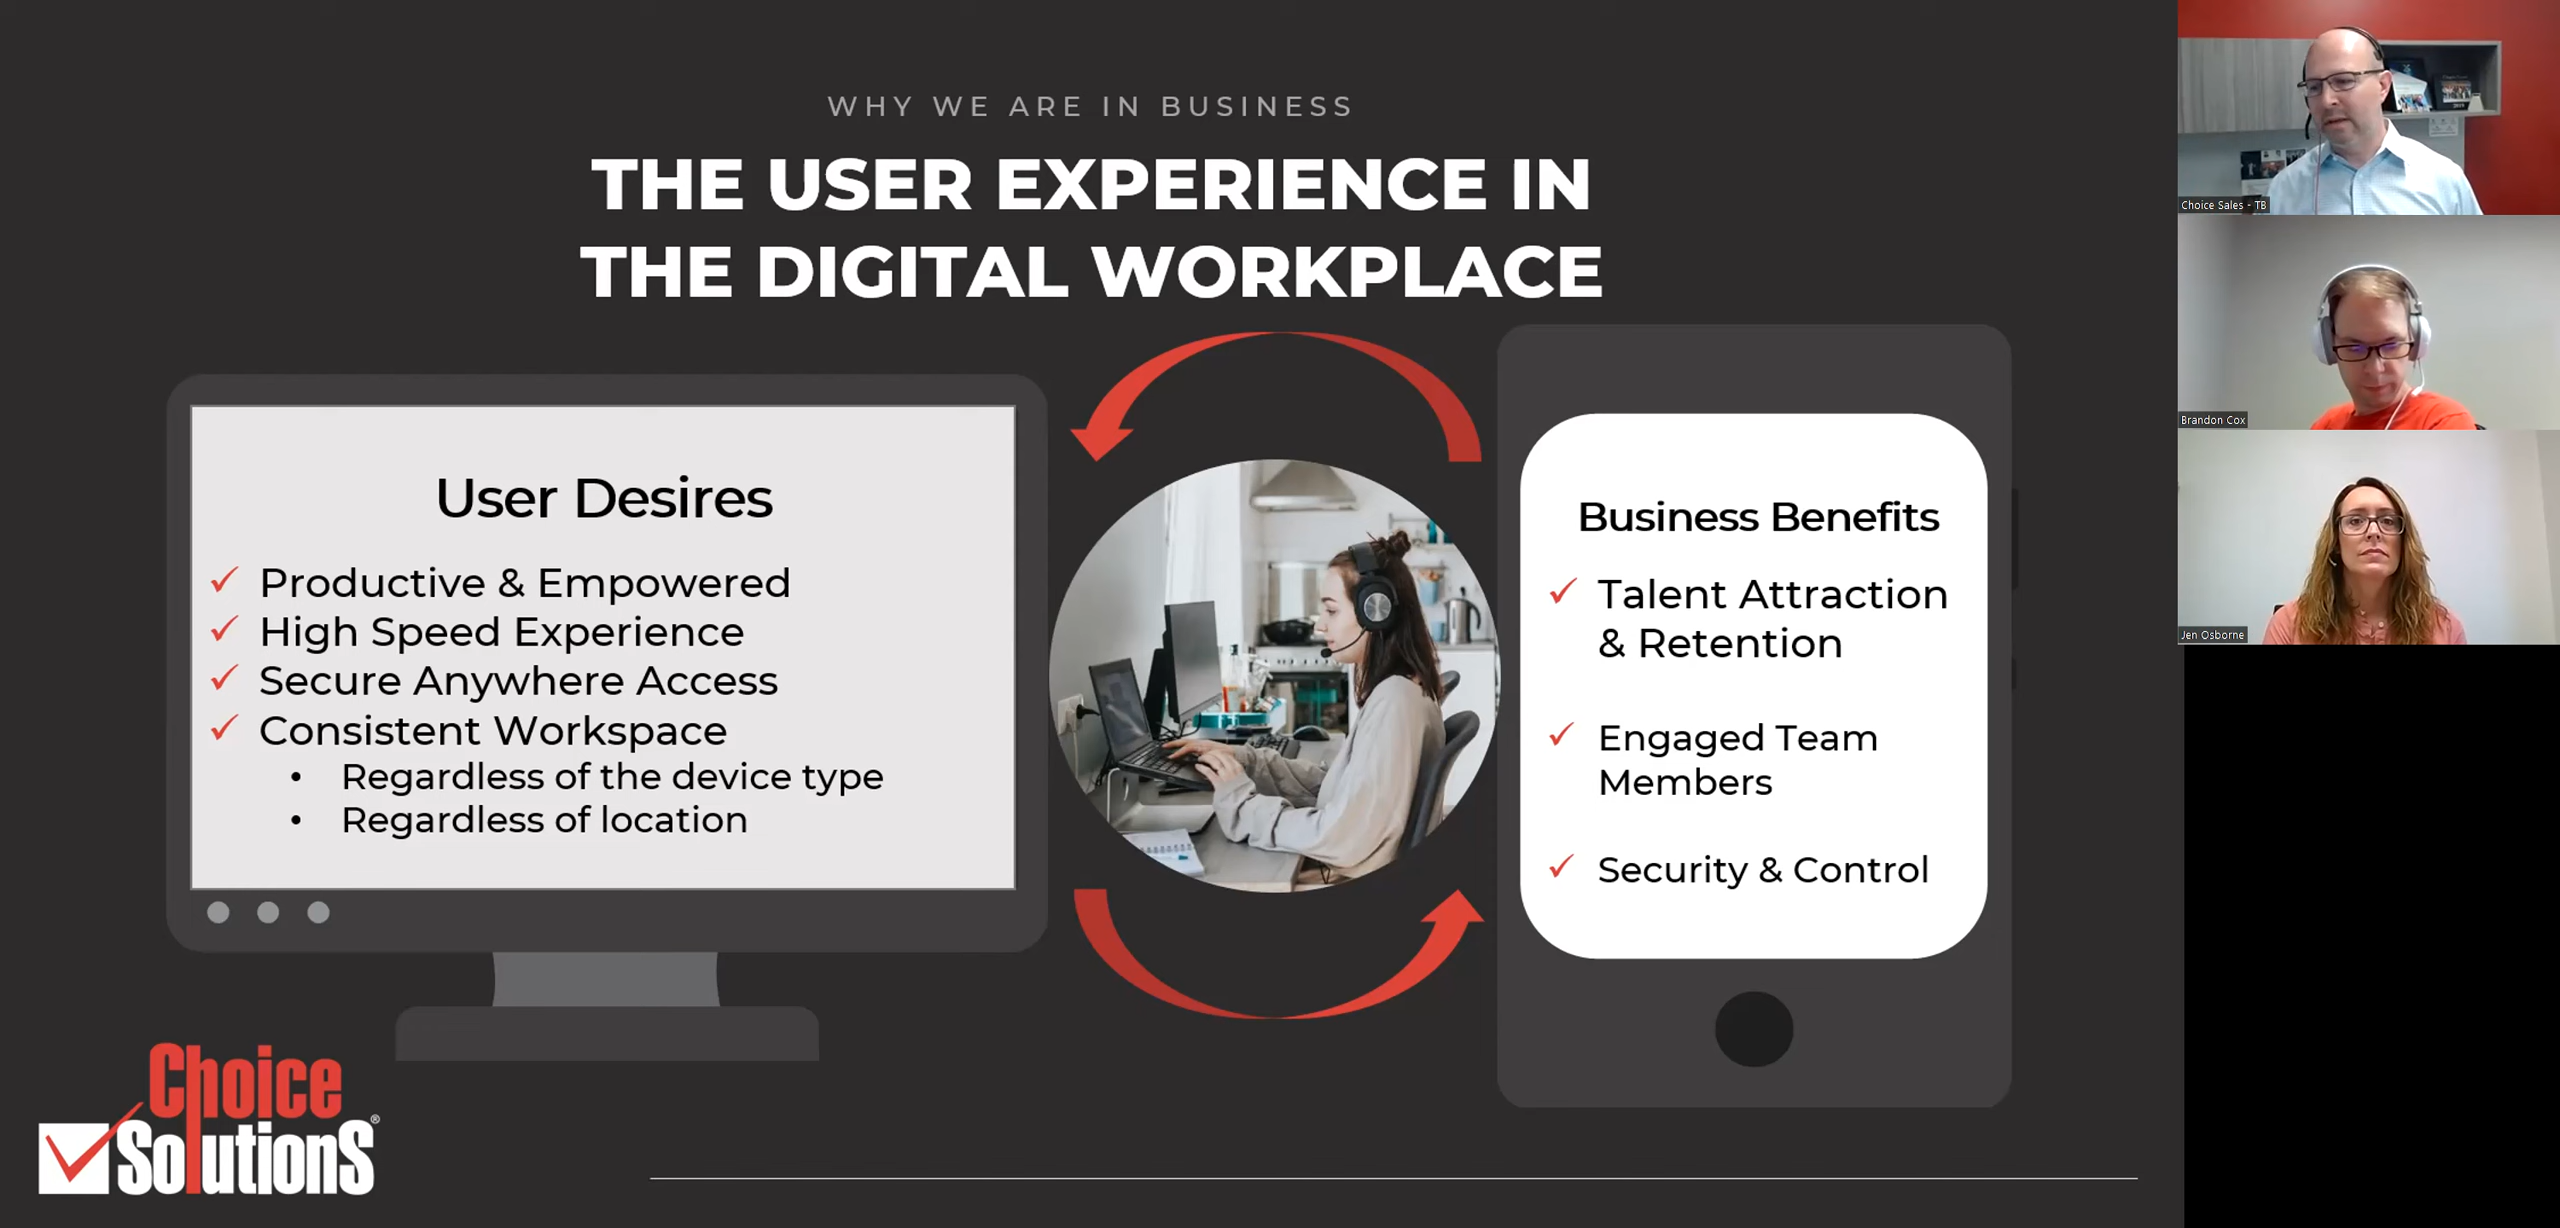 WHY WE ARE IN BUSINESS
THE USER EXPERIENCE IN
THE DIGITAL WORKPLACE
User Desires
✓ Productive & Empowered
✓ High Speed Experience
✓ Secure Anywhere Access
✓ Consistent Workspace
• Regardless of the device type
• Regardless of location
Business Benefits
✓ Talent Attraction
& Retention
✓ Engaged Team
Members
✓ Security & Control
Choice
Solutions®
Choice Sales - TB
Brandon Cox
Jen Osborne